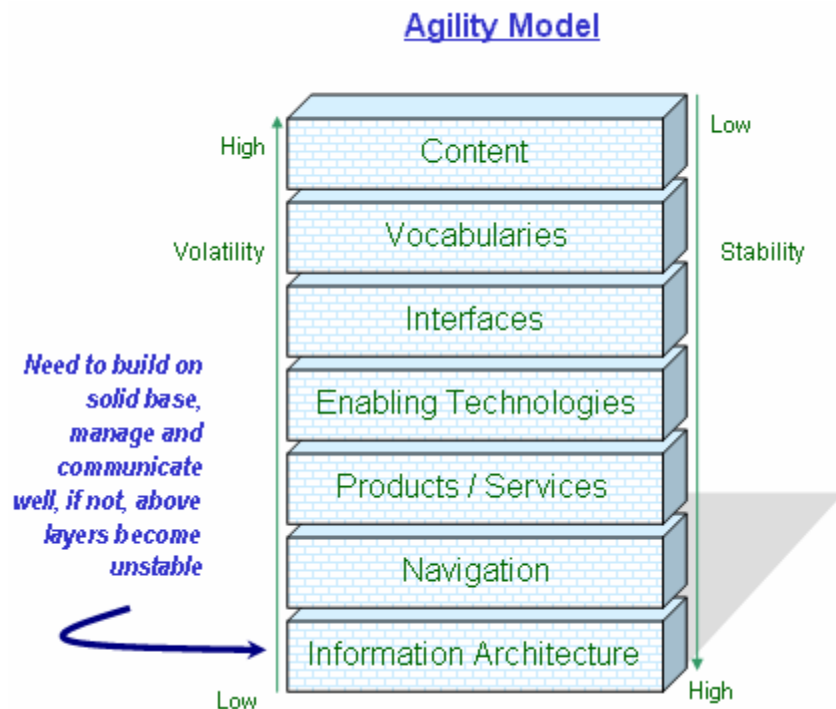 Agility Model
High
Low
Content
Volatility
Vocabularies
Stability
Interfaces
Need to build on
solid base,
manage and
communicate
well, if not, above
layers become
unstable
Enabling Technologies
Products / Services
Navigation
Information Architecture
Low
High